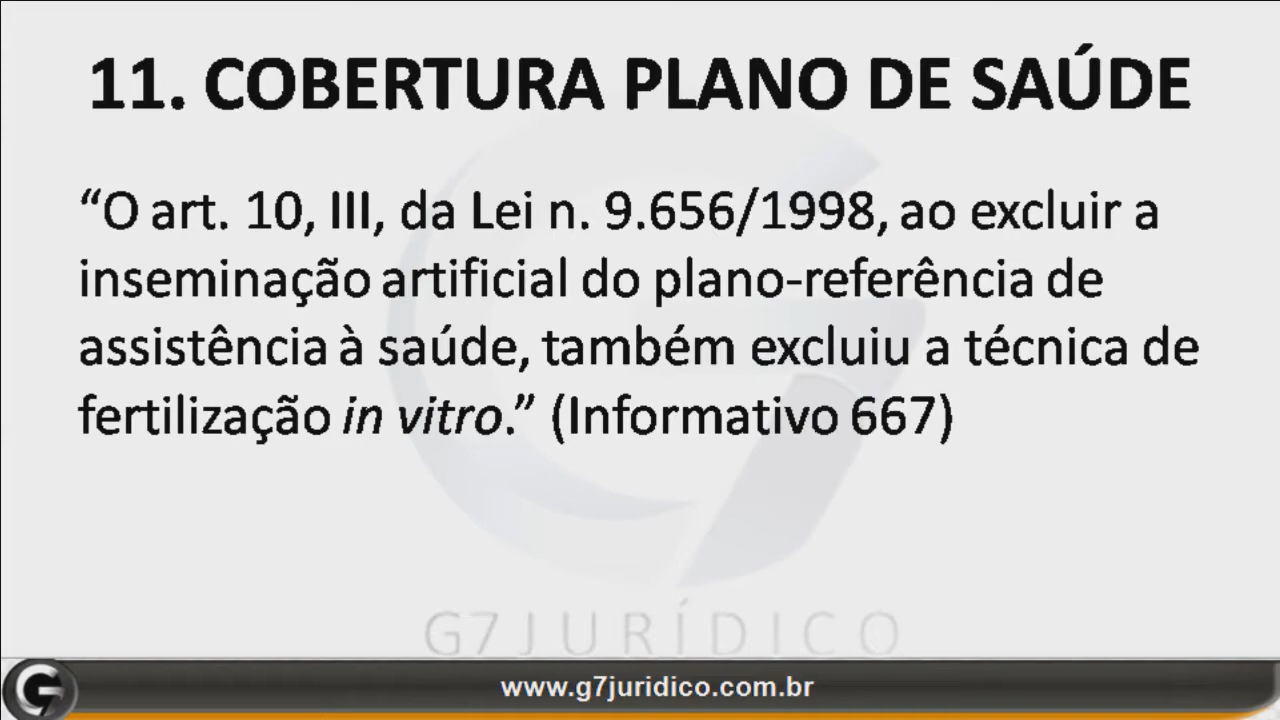 11. COBERTURA PLANO DE SAÚDE
“O art. 10, III, da Lei n. 9.656/1998, ao excluir a
inseminação artificial do plano-referência de
assistência à saúde, também excluiu a técnica de
fertilização in vitro.” (Informativo 667)
G7JURÍDICO
www.g7juridico.com.br